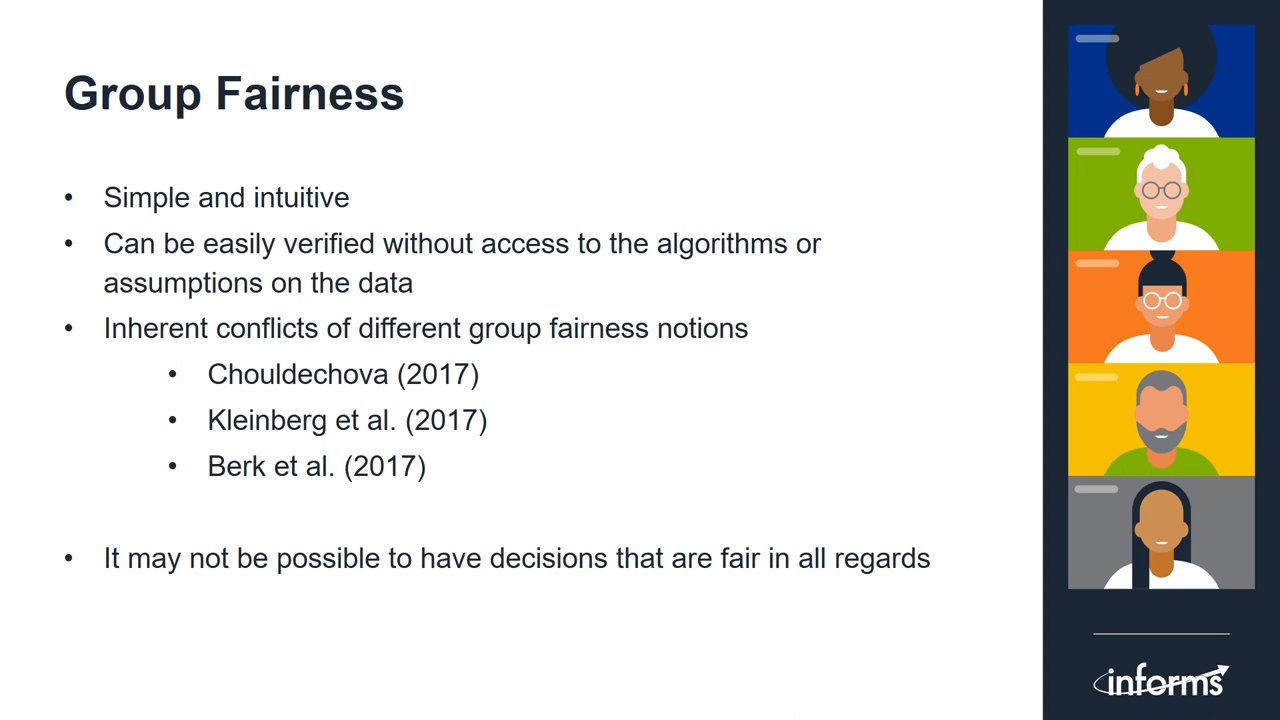 Group Fairness
• Simple and intuitive
• Can be easily verified without access to the algorithms or
assumptions on the data
• Inherent conflicts of different group fairness notions
• Chouldechova (2017)
• Kleinberg et al. (2017)
• Berk et al. (2017)
• It may not be possible to have decisions that are fair in all regards
informs